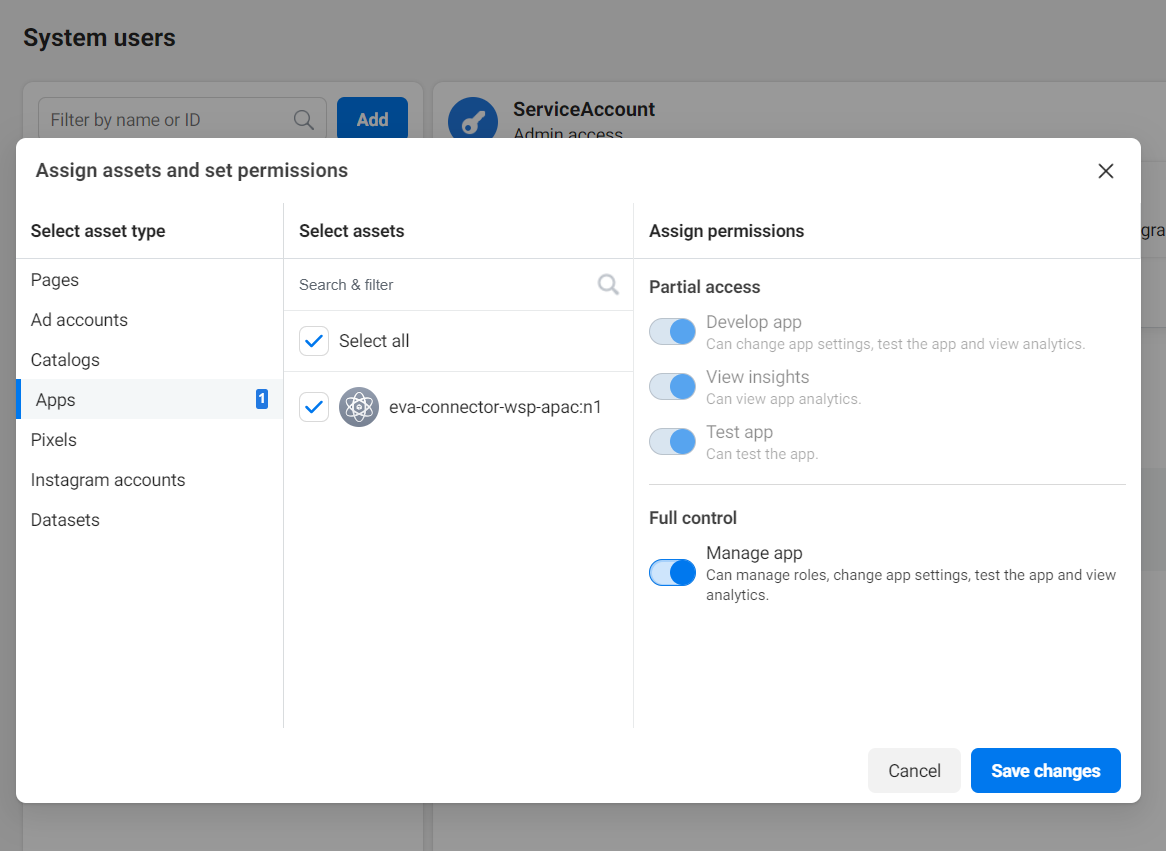 System users
Filter by name or ID
Add
ServiceAccount
Admin access
Assign assets and set permissions
Select asset type
Select assets
Assign permissions
gra
Pages
Ad accounts
Catalogs
Apps
1
Pixels
Instagram accounts
Datasets
Search & filter
Select all
eva-connector-wsp-apac:n1
Partial access
Develop app
Can change app settings, test the app and view analytics.
View insights
Can view app analytics.
Test app
Can test the app.
Full control
Manage app
Can manage roles, change app settings, test the app and view
analytics.
Cancel
Save changes